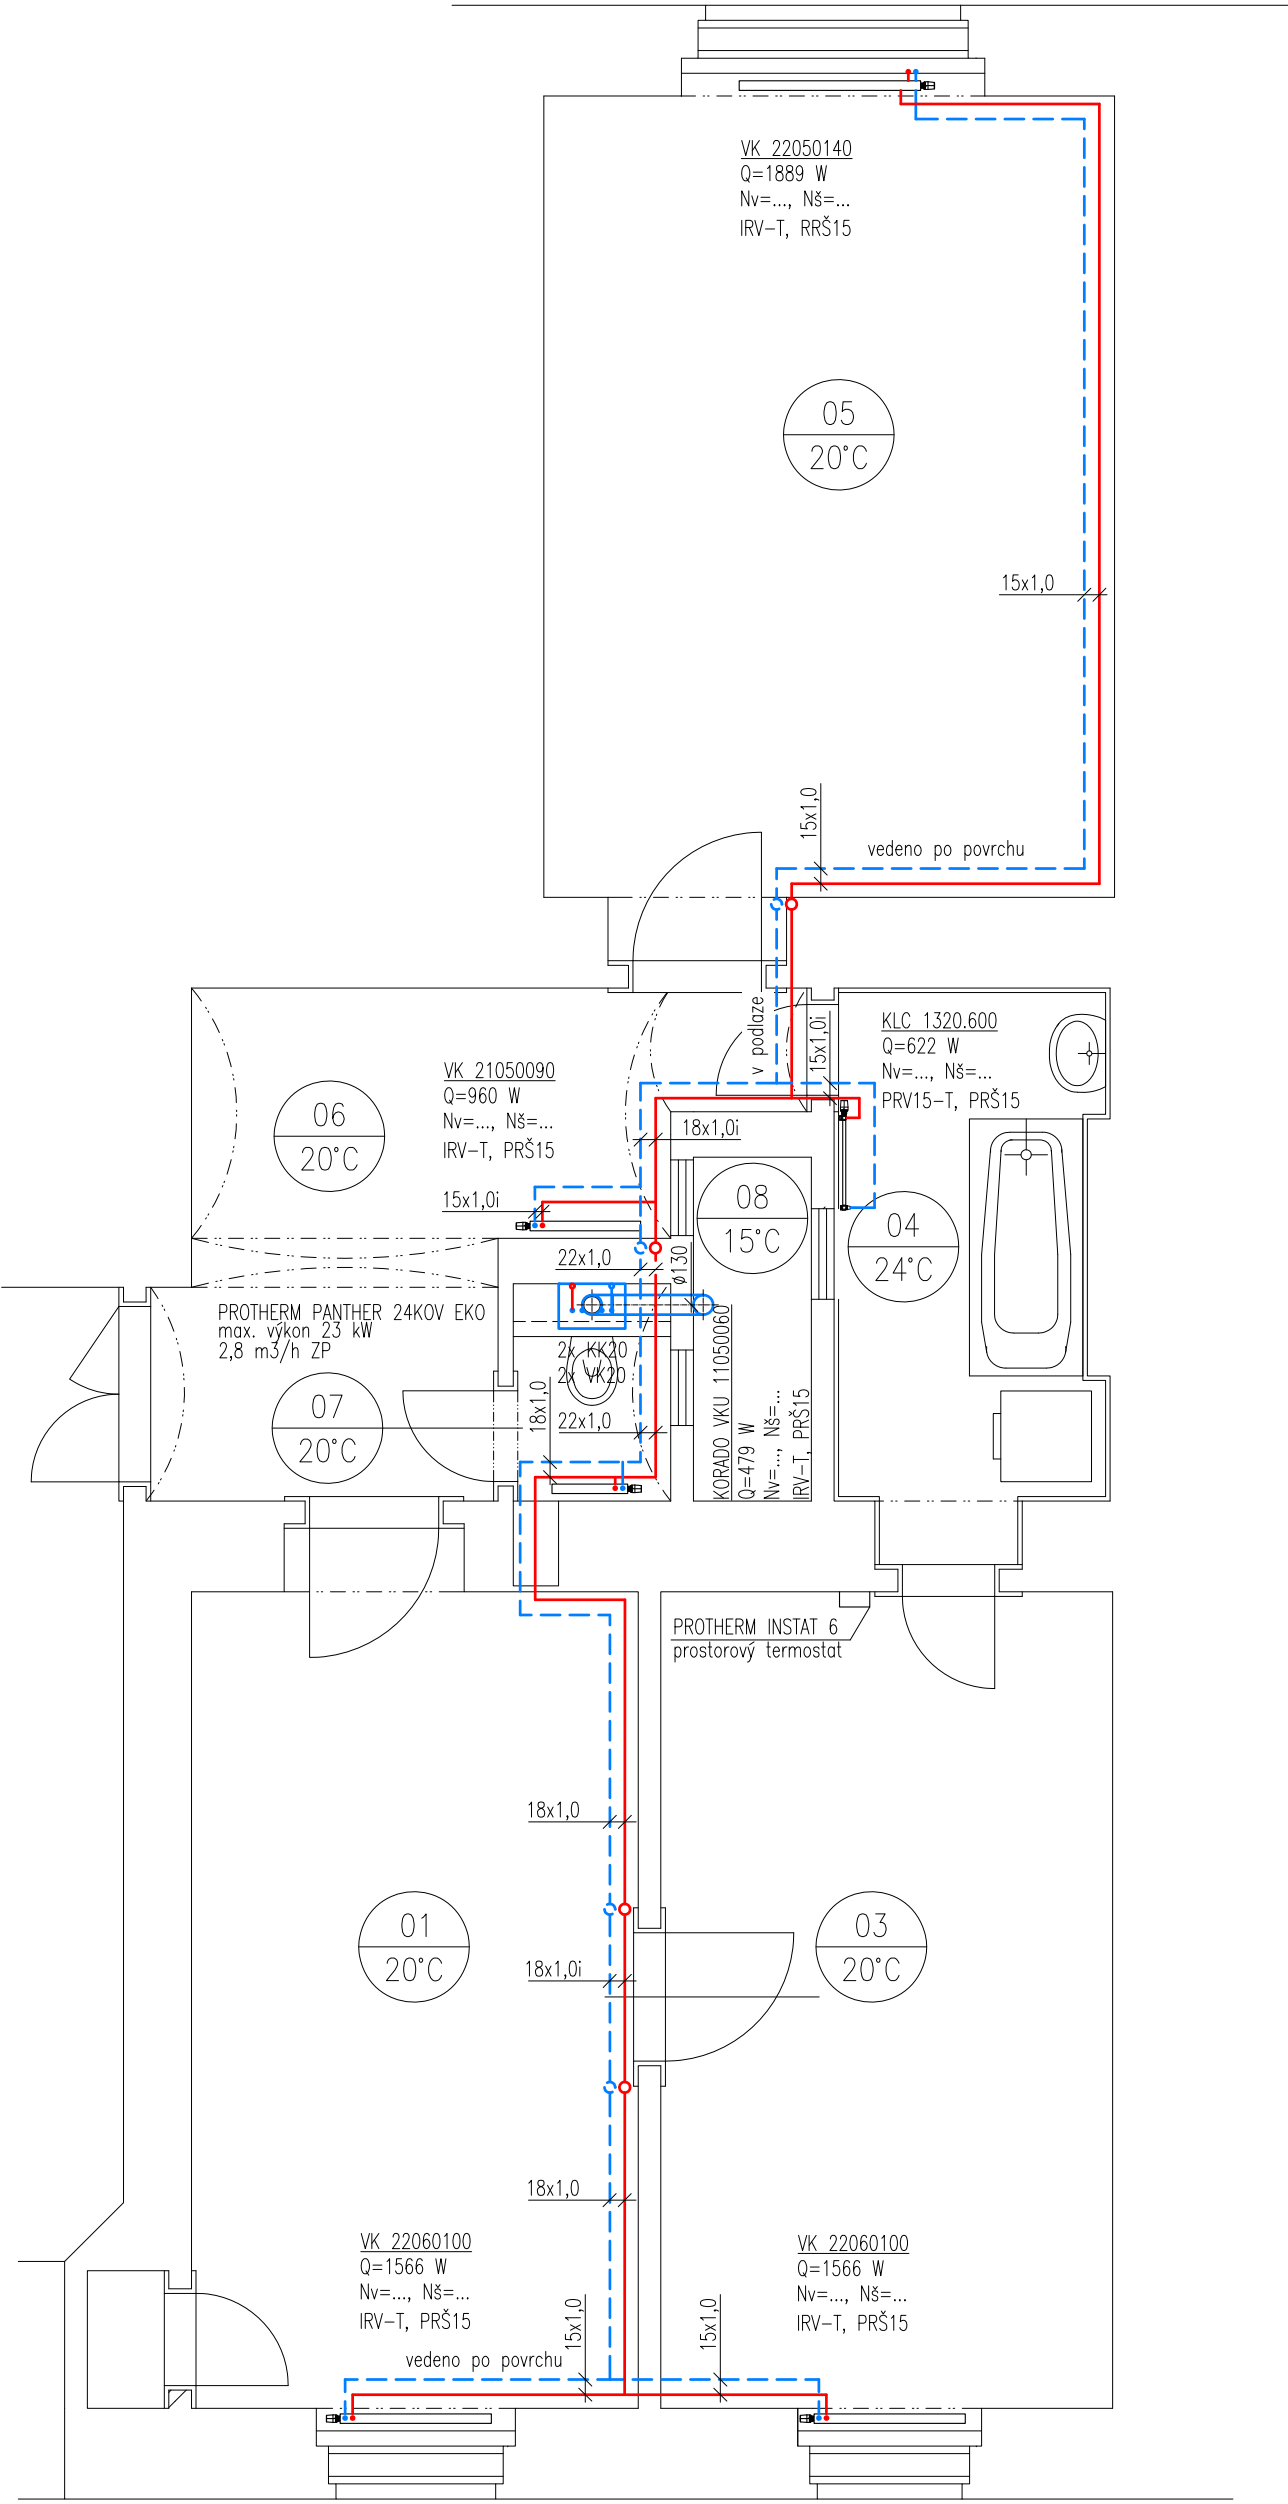 VK 22050140
Q=1889 W
Nv=..., Nš=...
IRV-T, RRŠ15
05
20°C
15x1,0
15x1,0
vedeno po povrchu
v podlaze
15x1,0i
KLC 1320.600
Q=622 W
Nv=..., Nš=...
PRV15-T, PRŠ15
VK 21050090
Q=960 W
Nv=..., Nš=...
IRV-T, PRŠ15
06
20°C
18x1,0i
15x1,0i
08
15°C
04
24°C
22x1,0
ø130
PROTHERM PANTHER 24KOV EKO
max. výkon 23 kW
2,8 m3/h ZP
2x KK20
2x VK20
07
20°C
18x1,0
22x1,0
KORADO VKU 11050060
Q=479 W
Nv=..., Nš=...
IRV-T, PRŠ15
PROTHERM INSTAT 6
prostorový termostat
18x1,0
01
20°C
03
20°C
18x1,0i
18x1,0
VK 22060100
Q=1566 W
Nv=..., Nš=...
IRV-T, PRŠ15
VK 22060100
Q=1566 W
Nv=..., Nš=...
IRV-T, PRŠ15
15x1,0
15x1,0
vedeno po povrchu